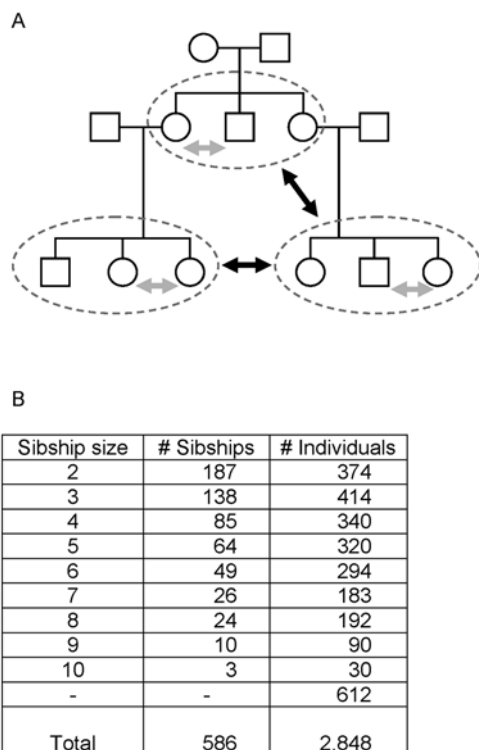 A
B
Sibship size # Sibships # Individuals
2 187 374
3 138 414
4 85 340
5 64 320
6 49 294
7 26 183
8 24 192
9 10 90
10 3 30
- - 612
Total 586 2,848